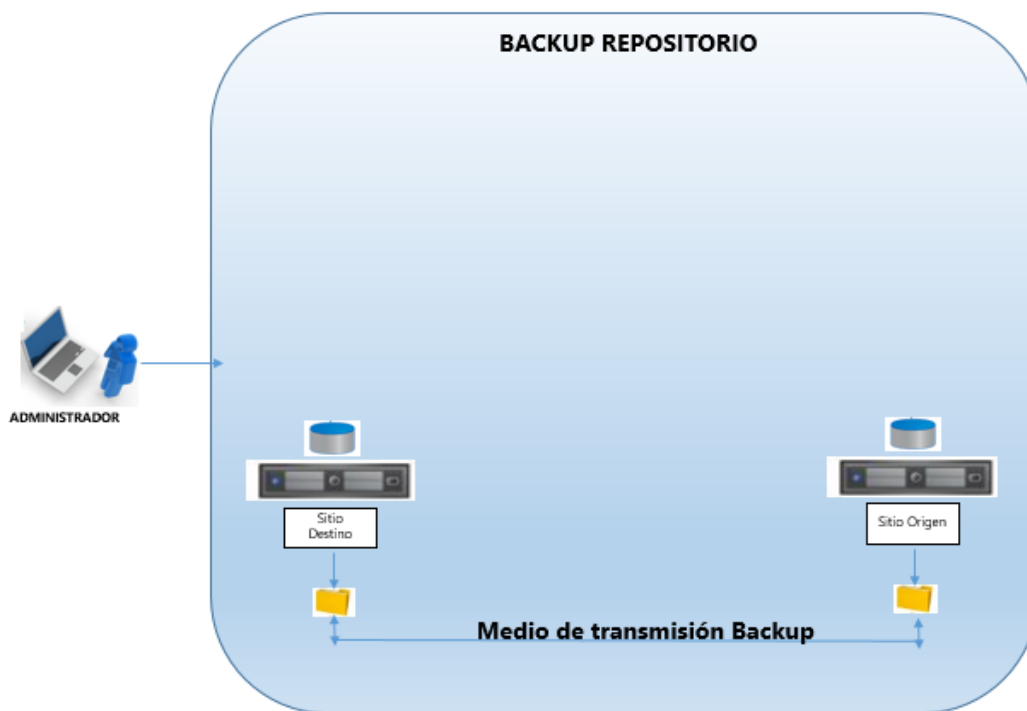 BACKUP REPOSITORIO
ADMINISTRADOR
Sitio
Destino
Sitio Origen
Medio de transmisión Backup